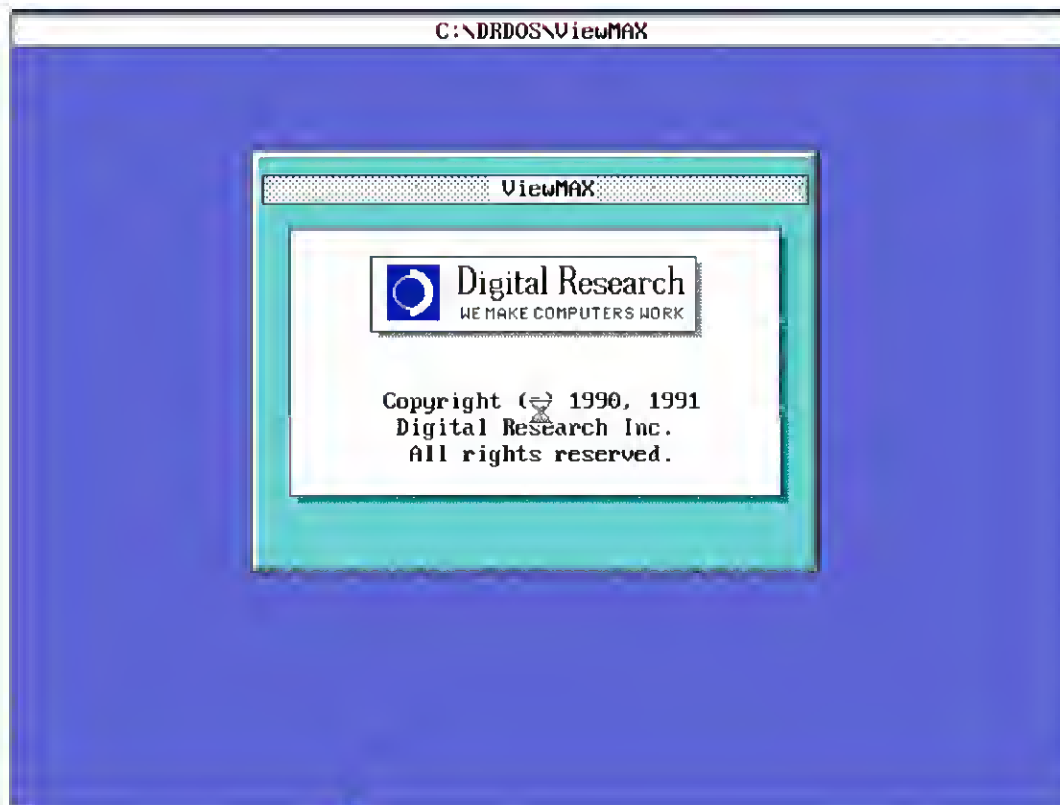 C:\DRDOS\ViewMAX
ViewMAX
Digital Research
WE MAKE COMPUTERS WORK
Copyright ( ) 1990, 1991
Digital Research Inc.
All rights reserved.